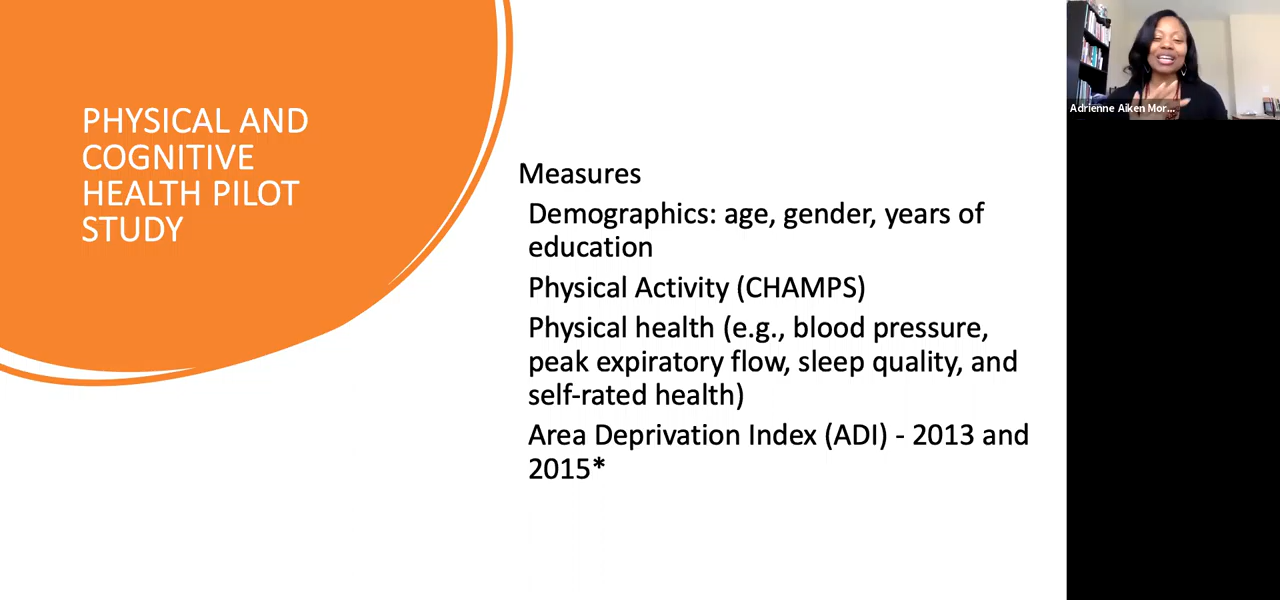 PHYSICAL AND
COGNITIVE
HEALTH PILOT
STUDY
Measures
Demographics: age, gender, years of
education
Physical Activity (CHAMPS)
Physical health (e.g., blood pressure,
peak expiratory flow, sleep quality, and
self-rated health)
Area Deprivation Index (ADI) - 2013 and
2015*
Adrienne Aiken Mor...